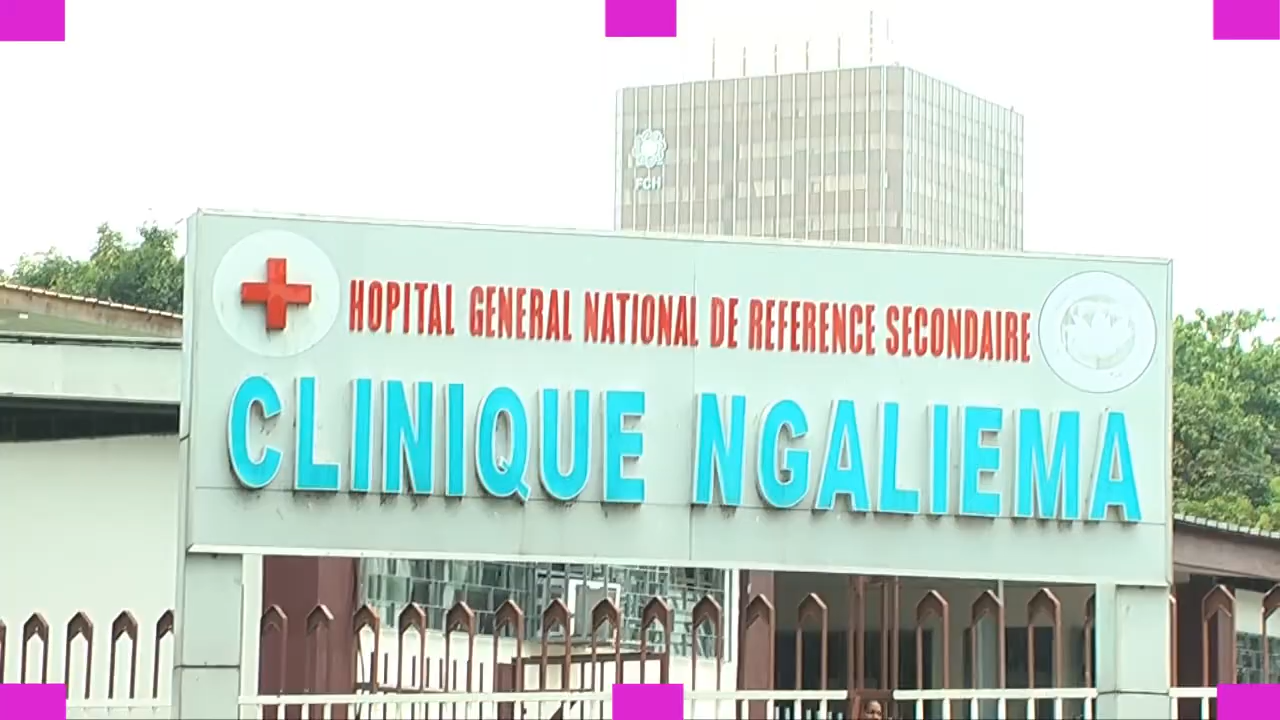 FCH
HOPITAL GENERAL NATIONAL DE REFERENCE SECONDAIRE
CLINIQUE NGALIEMA